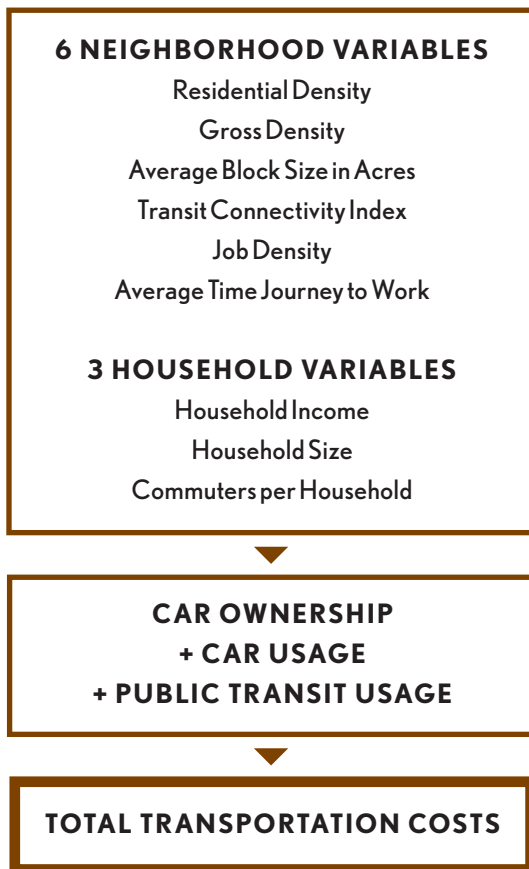 6 NEIGHBORHOOD VARIABLES
Residential Density
Gross Density
Average Block Size in Acres
Transit Connectivity Index
Job Density
Average Time Journey to Work
3 HOUSEHOLD VARIABLES
Household Income
Household Size
Commuters per Household
CAR OWNERSHIP
+ CAR USAGE
+ PUBLIC TRANSIT USAGE
TOTAL TRANSPORTATION COSTS